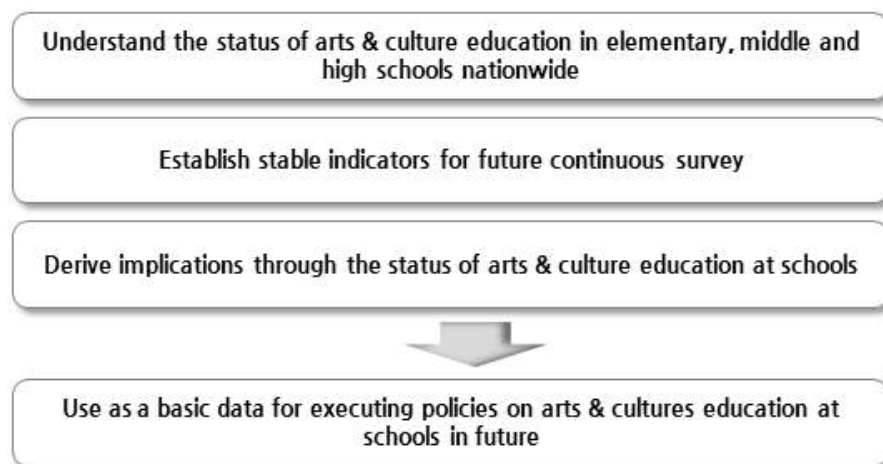 Understand the status of arts & culture education in elementary, middle and
high schools nationwide
Establish stable indicators for future continuous survey
Derive implications through the status of arts & culture education at schools
Use as a basic data for executing policies on arts & cultures education at
schools in future